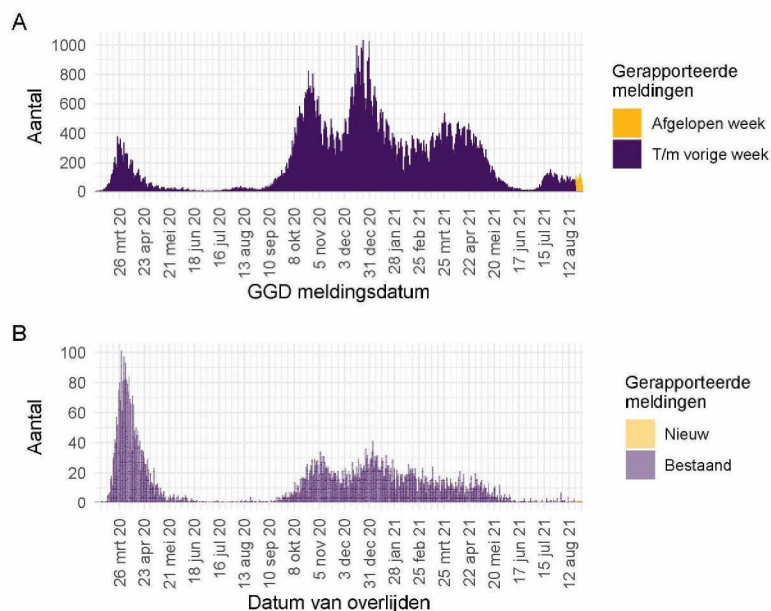 A
1000
800
600
400
200
0
Aantal
26 mrt 20
23 apr 20
21 mei 20
18 jun 20
16 jul 20
13 aug 20
10 sep 20
8 okt 20
5 nov 20
3 dec 20
31 dec 20
28 jan 21
25 feb 21
25 mrt 21
22 apr 21
20 mei 21
17 jun 21
15 jul 21
12 aug 21
GGD meldingsdatum
Gerapporteerde
meldingen
Afgelopen week
T/m vorige week
B
100
80
60
40
20
0
Aantal
26 mrt 20
23 apr 20
21 mei 20
18 jun 20
16 jul 20
13 aug 20
10 sep 20
8 okt 20
5 nov 20
3 dec 20
31 dec 20
28 jan 21
25 feb 21
25 mrt 21
22 apr 21
20 mei 21
17 jun 21
15 jul 21
12 aug 21
Datum van overlijden
Gerapporteerde
meldingen
Nieuw
Bestaand